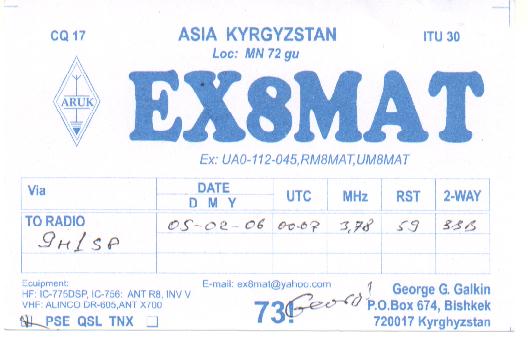 CQ 17 ASIA KYRGYZSTAN ITU 30
Loc: MN 72 gu
ARUK
EX8MAT
Ex: UA0-112-045,RM8MAT,UM8MAT
Via DATE UTC MHz RST 2-WAY
D M Y
TO RADIO 05-02-06 0007 3,78 59 SSB
9H1SP
Equipment: E-mail: ex8mat@yahoo.com
HF: IC-775DSP, IC-756: ANT R8, INV V
VHF: ALINCO DR-605,ANT X700
73! George!
George G. Galkin
P.O.Box 674, Bishkek
720017 Kyrghyzstan
PSE QSL TNX